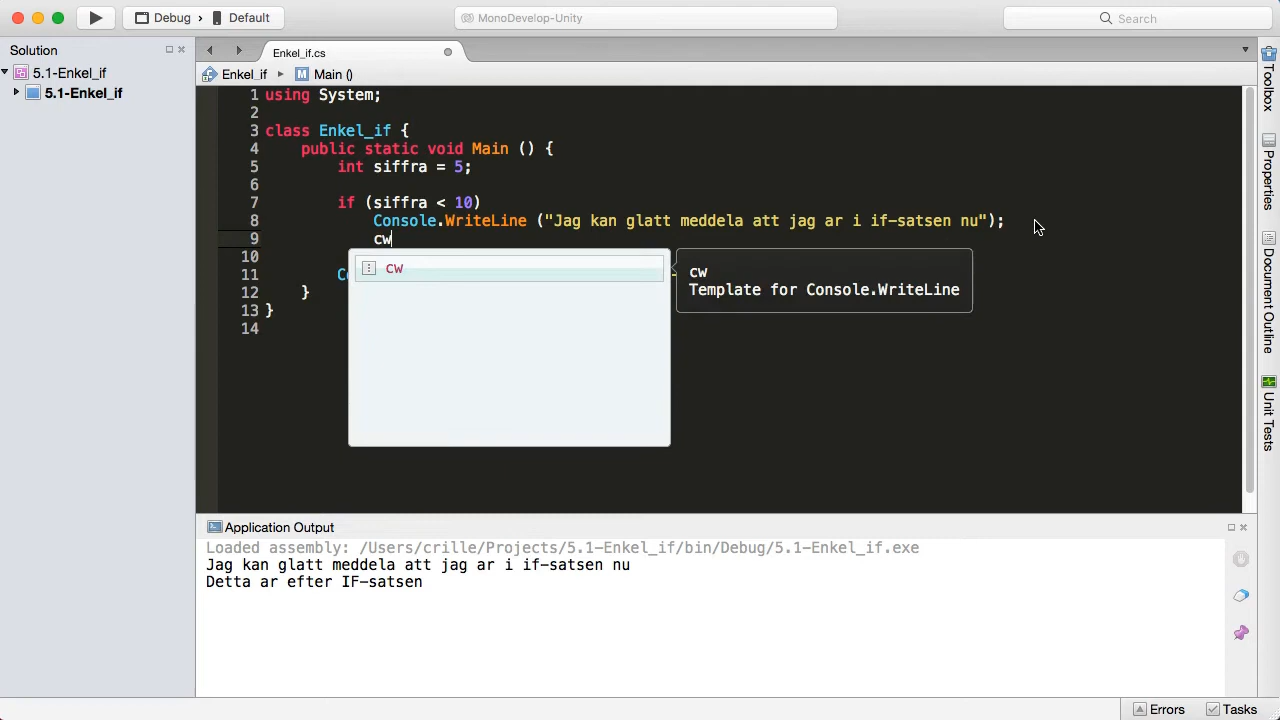 Debug > Default
MonoDevelop-Unity
Search
Solution
5.1-Enkel_if
5.1-Enkel_if
Enkel_if.cs
Enkel_if
M Main ()
1 using System;
2
3 class Enkel_if {
4 public static void Main () {
5 int siffra = 5;
6
7 if (siffra < 10)
8 Console.WriteLine ("Jag kan glatt meddela att jag ar i if-satsen nu");
9 cw
10
11 C
12 }
13 }
14
cw
cw
Template for Console.WriteLine
Toolbox
Properties
Document Outline
Unit Tests
Application Output
Loaded assembly: /Users/crille/Projects/5.1-Enkel_if/bin/Debug/5.1-Enkel_if.exe
Jag kan glatt meddela att jag ar i if-satsen nu
Detta ar efter IF-satsen
Errors
Tasks